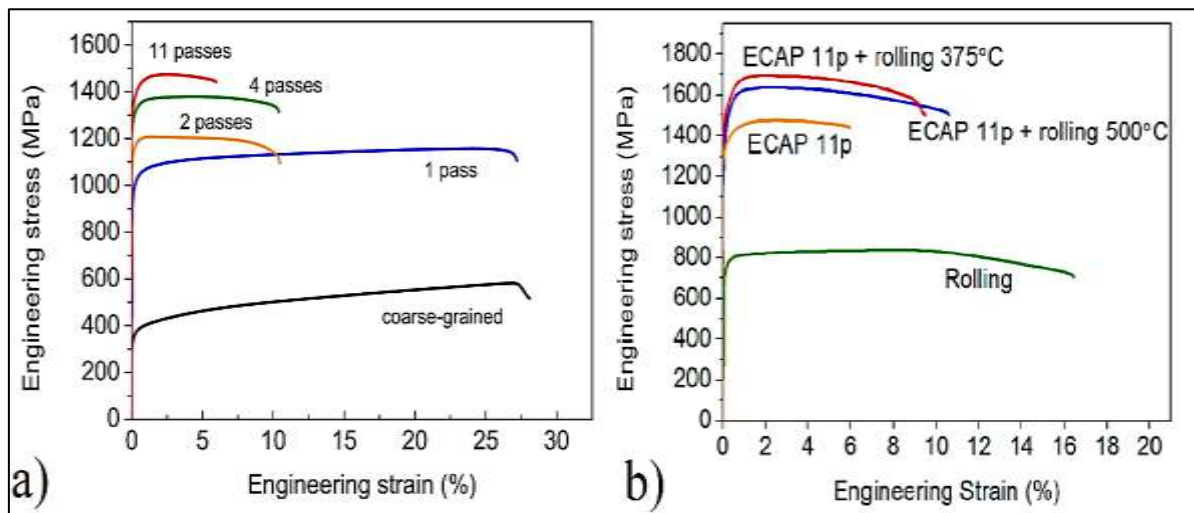 1600
1400
1200
1000
800
600
400
200
0
11 passes
4 passes
2 passes
1 pass
coarse-grained
0 5 10 15 20 25 30
Engineering strain (%)
Engineering stress (MPa)
a)
1800
1600
1400
1200
1000
800
600
400
200
0
ECAP 11p + rolling 375°C
ECAP 11p + rolling 500°C
ECAP 11p
Rolling
0 2 4 6 8 10 12 14 16 18 20
Engineering Strain (%)
Engineering stress (MPa)
b)